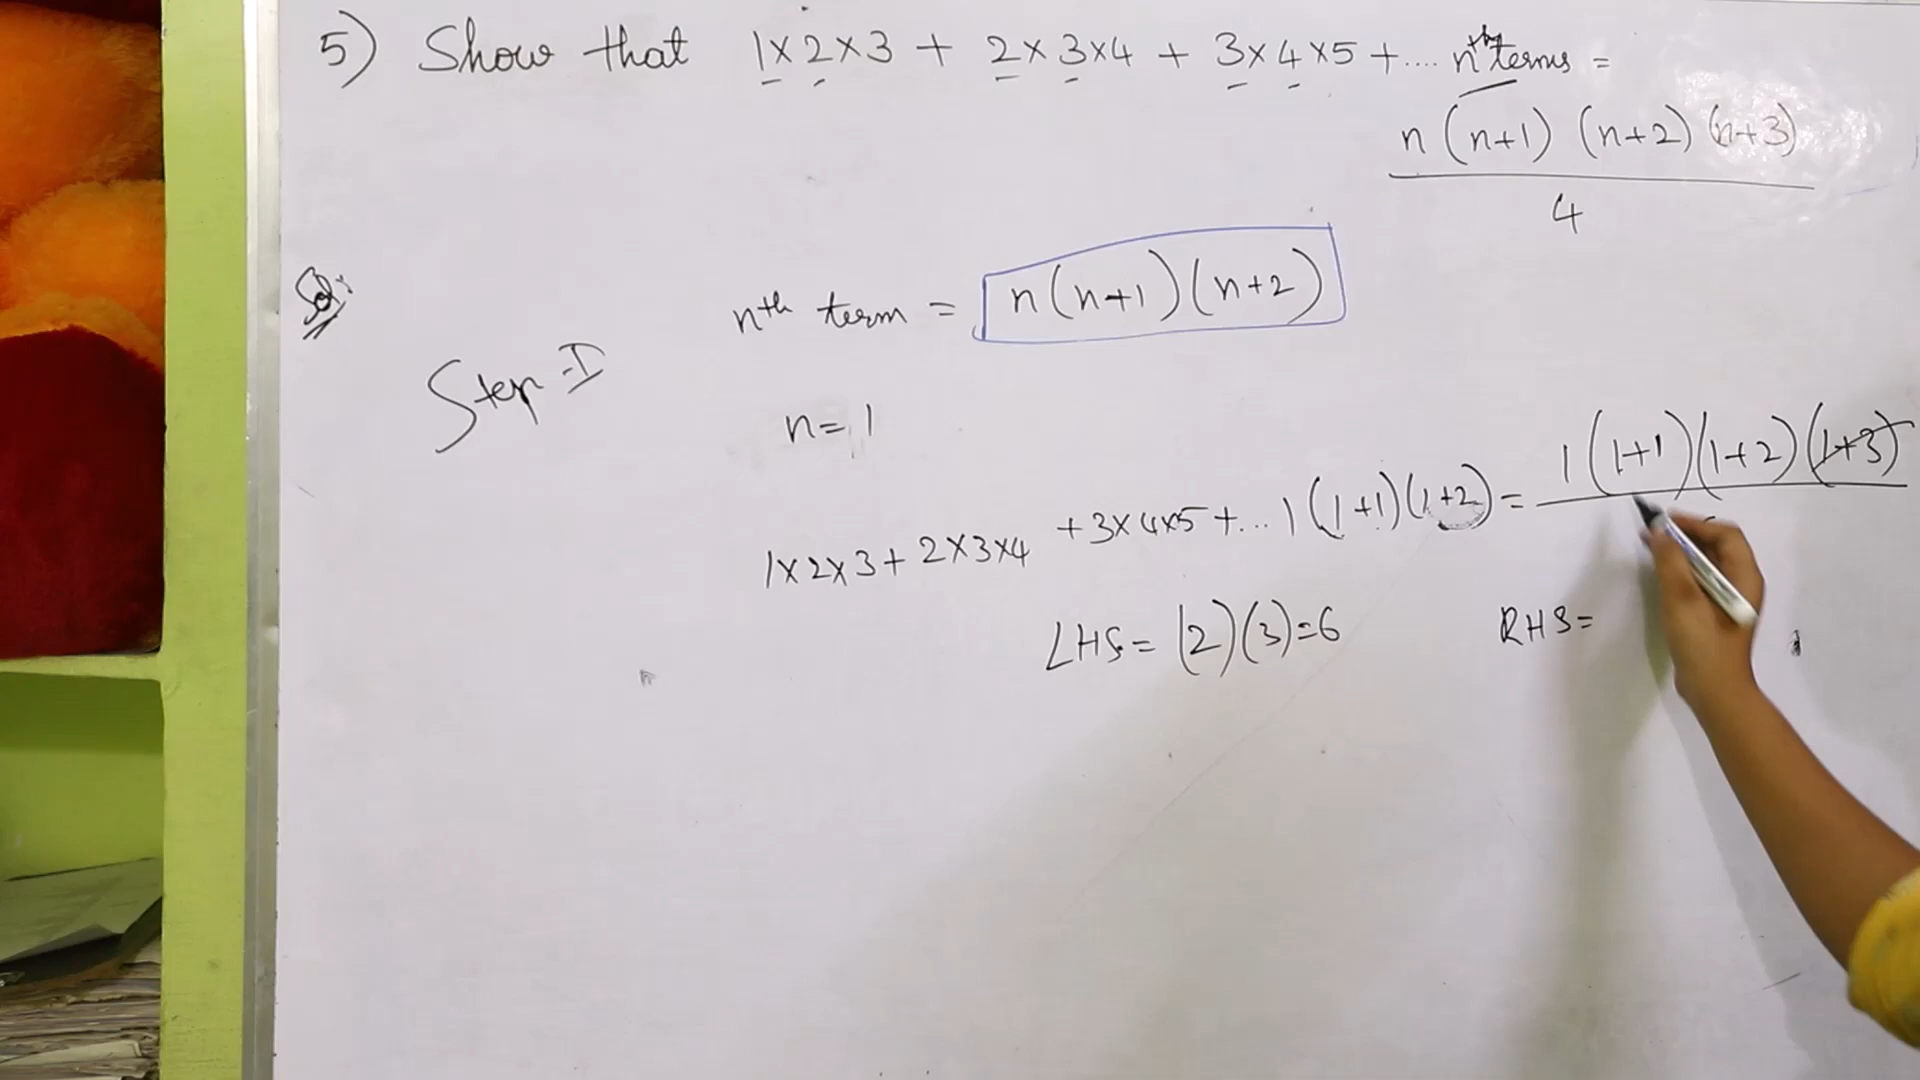 5) Show that 1×2×3 + 2×3×4 + 3×4×5 +.... nth terms =
n(n+1)(n+2)(n+3)
4
Sol:
nth term = n(n+1)(n+2)
Step-I
n=1
1×2×3+2×3×4+3×4×5+...1(1+1)(1+2)= 1(1+1)(1+2)(1+3)
LHS= (2)(3)=6 RHS=